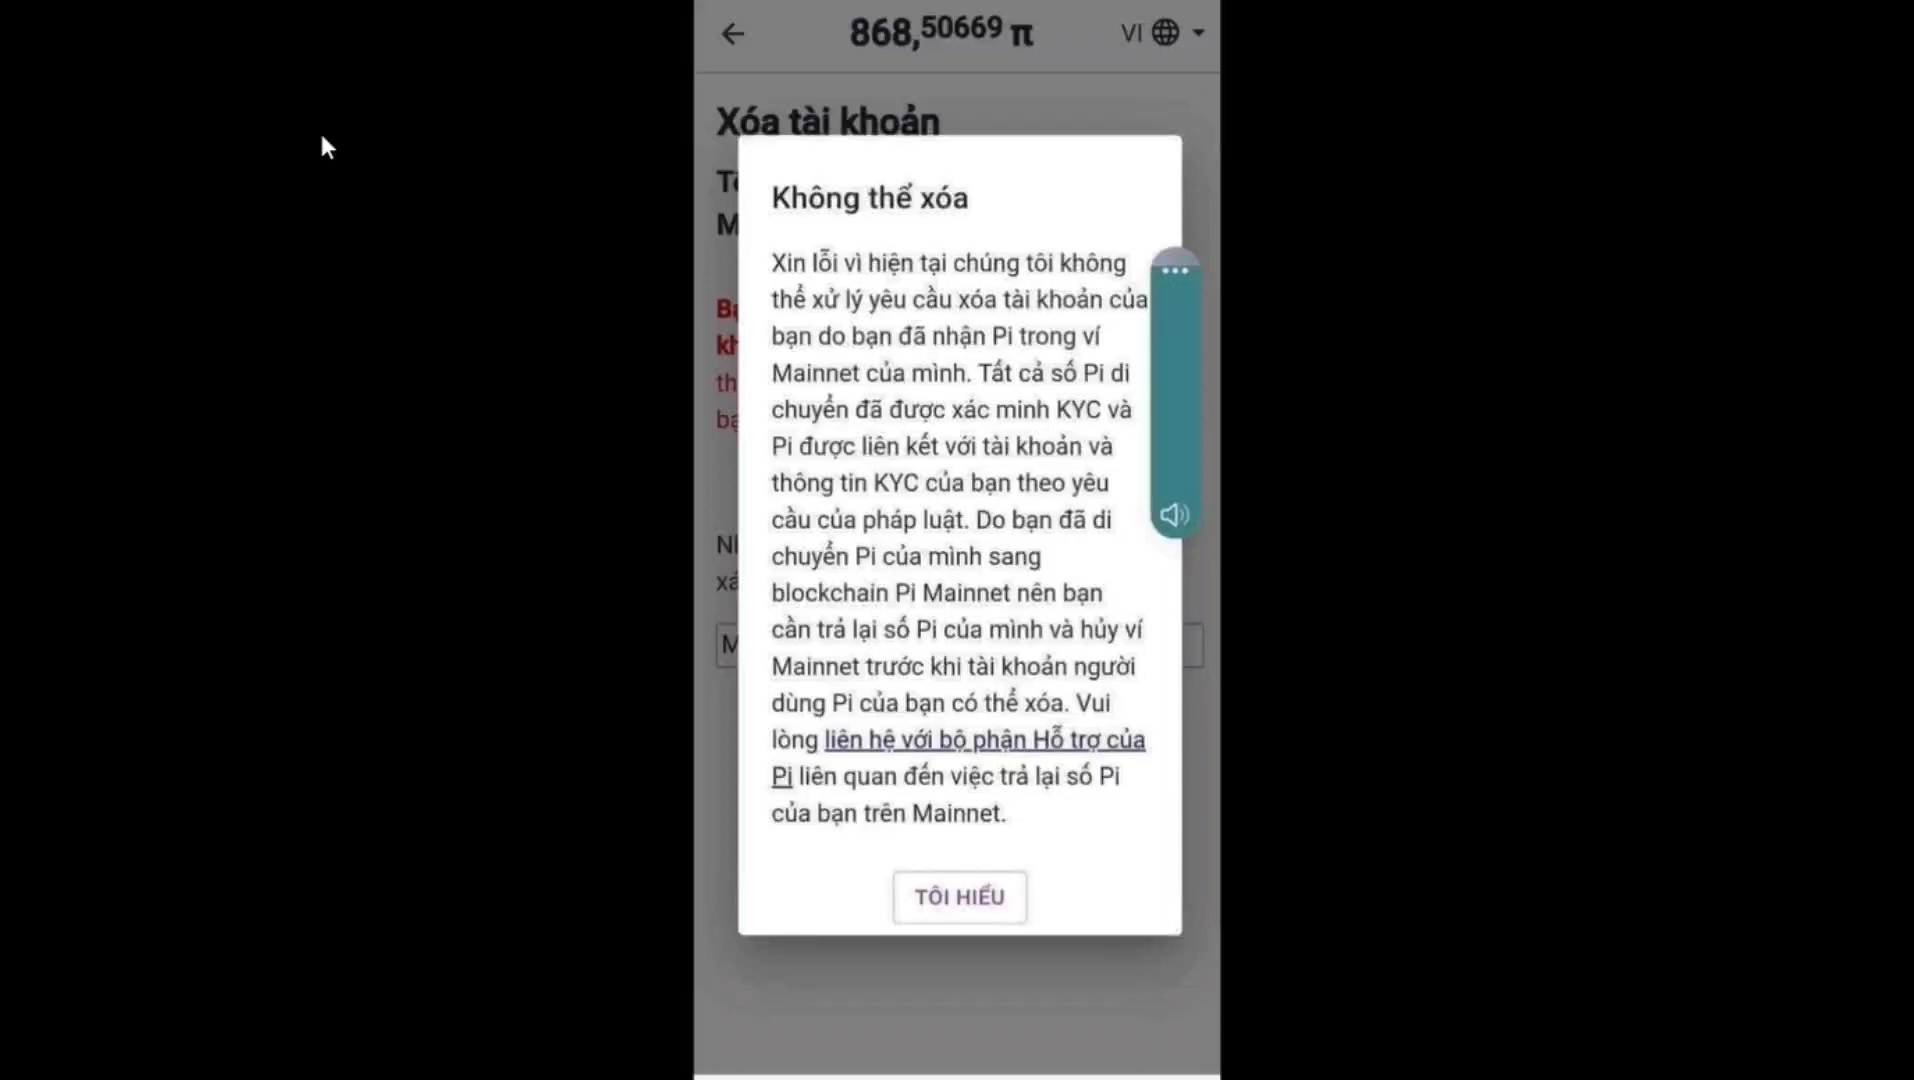 868,50669 π
VI
Xóa tài khoản
Không thể xóa
Xin lỗi vì hiện tại chúng tôi không
thể xử lý yêu cầu xóa tài khoản của
bạn do bạn đã nhận Pi trong ví
Mainnet của mình. Tất cả số Pi di
chuyển đã được xác minh KYC và
Pi được liên kết với tài khoản và
thông tin KYC của bạn theo yêu
cầu của pháp luật. Do bạn đã di
chuyển Pi của mình sang
blockchain Pi Mainnet nên bạn
cần trả lại số Pi của mình và hủy ví
Mainnet trước khi tài khoản người
dùng Pi của bạn có thể xóa. Vui
lòng liên hệ với bộ phận Hỗ trợ của
Pi liên quan đến việc trả lại số Pi
của bạn trên Mainnet.
TÔI HIỂU